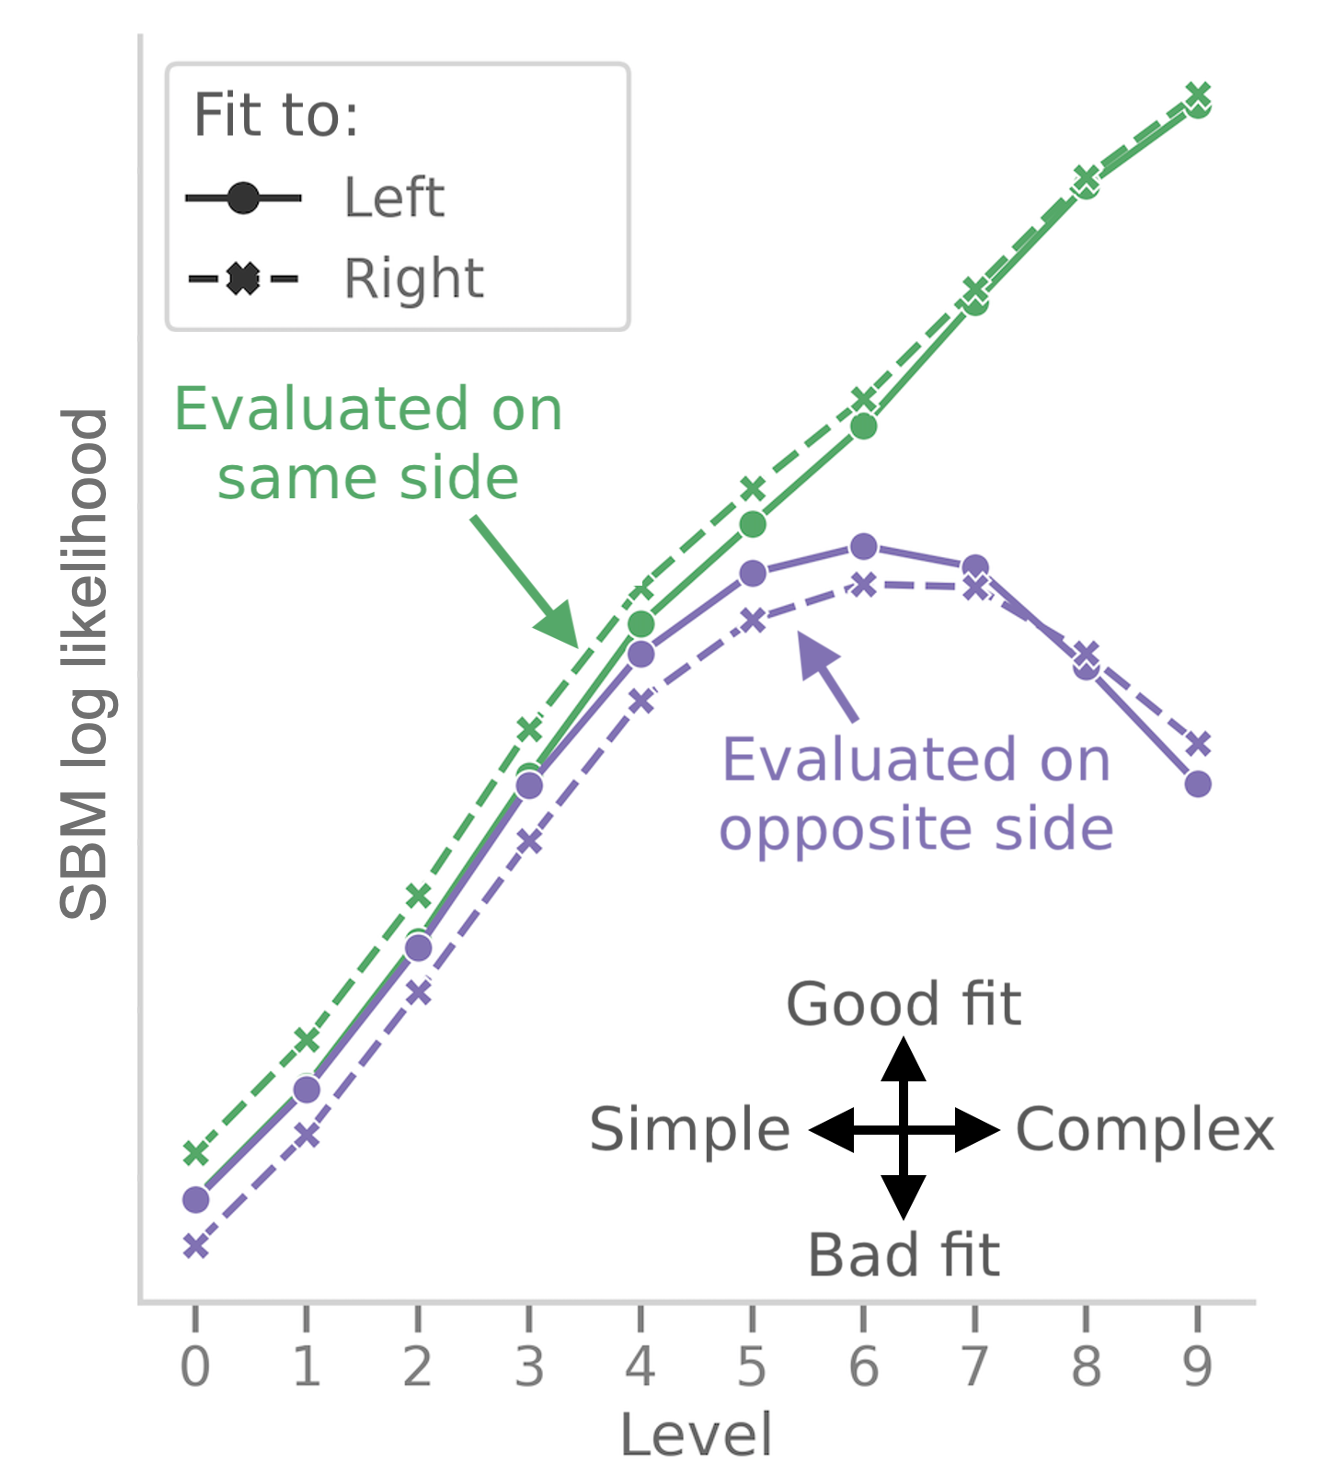 Fit to:
Left
Right
Evaluated on
same side
SBM log likelihood
Evaluated on
opposite side
Good fit
Simple
Complex
Bad fit
0 1 2 3 4 5 6 7 8 9
Level